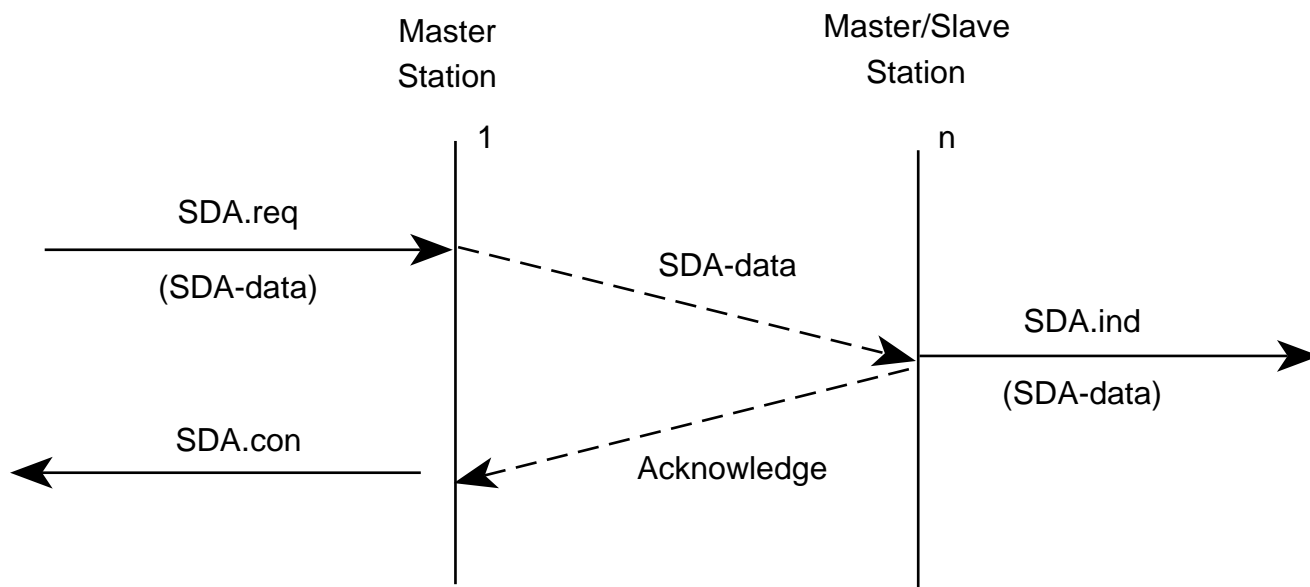 Master
Station
Master/Slave
Station
1
n
SDA.req
(SDA-data)
SDA-data
SDA.ind
(SDA-data)
SDA.con
Acknowledge